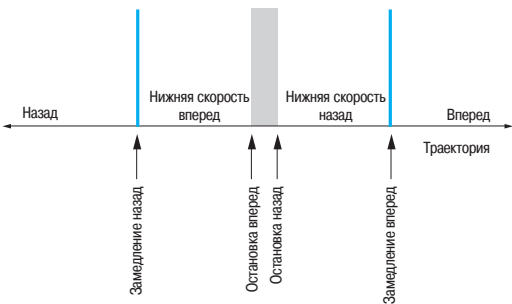 Назад
Нижняя скорость
вперед
Нижняя скорость
назад
Вперед
Траектория
Замедление назад
Остановка вперед
Остановка назад
Замедление вперед